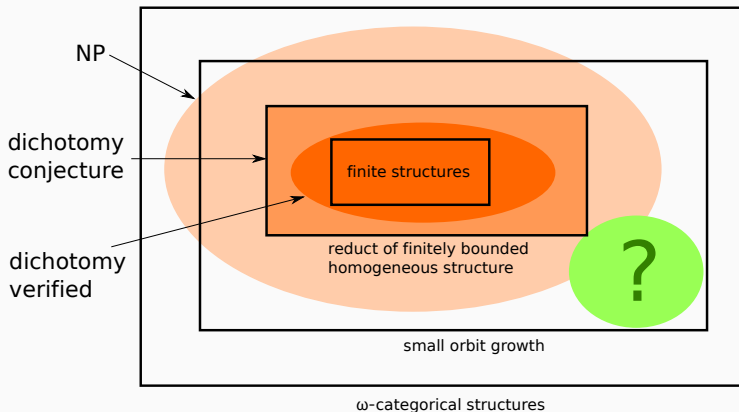 NP
dichotomy
conjecture
finite structures
reduct of finitely bounded
homogeneous structure
dichotomy
verified
?
small orbit growth
ω-categorical structures